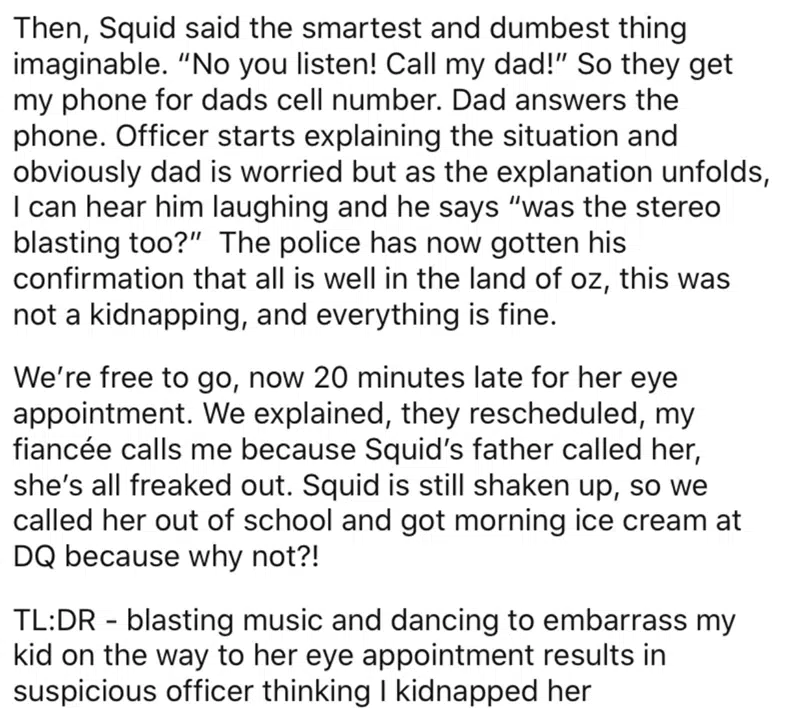 Then, Squid said the smartest and dumbest thing
imaginable. “No you listen! Call my dad!” So they get
my phone for dads cell number. Dad answers the
phone. Officer starts explaining the situation and
obviously dad is worried but as the explanation unfolds,
I can hear him laughing and he says “was the stereo
blasting too?”  The police has now gotten his
confirmation that all is well in the land of oz, this was
not a kidnapping, and everything is fine.
We’re free to go, now 20 minutes late for her eye
appointment. We explained, they rescheduled, my
fiancée calls me because Squid’s father called her,
she’s all freaked out. Squid is still shaken up, so we
called her out of school and got morning ice cream at
DQ because why not?!
TL:DR - blasting music and dancing to embarrass my
kid on the way to her eye appointment results in
suspicious officer thinking I kidnapped her